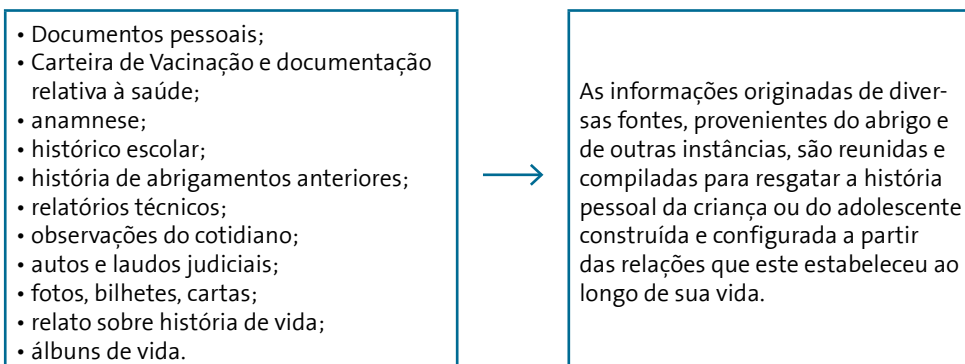 • Documentos pessoais;
• Carteira de Vacinação e documentação
relativa à saúde;
• anamnese;
• histórico escolar;
• história de abrigamentos anteriores;
• relatórios técnicos;
• observações do cotidiano;
• autos e laudos judiciais;
• fotos, bilhetes, cartas;
• relato sobre história de vida;
• álbuns de vida.
As informações originadas de diver-
sas fontes, provenientes do abrigo e
de outras instâncias, são reunidas e
compiladas para resgatar a história
pessoal da criança ou do adolescente
construída e configurada a partir
das relações que este estabeleceu ao
longo de sua vida.